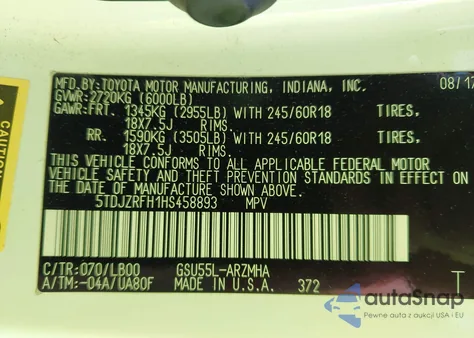 MFD.BY:TOYOTA MOTOR MANUFACTURING, INDIANA, INC. 08/17
GVWR:2720KG (6000LB)
GAWR:FRT. 1345KG (2955LB) WITH 245/60R18 TIRES,
18X7.5J RIMS.
RR. 1590KG (3505LB) WITH 245/60R18 TIRES,
18X7.5J RIMS.
THIS VEHICLE CONFORMS TO ALL APPLICABLE FEDERAL MOTOR
VEHICLE SAFETY AND THEFT PREVENTION STANDARDS IN EFFECT ON
THE DATE OF MANUFACTURE SHOWN ABOVE.
5TDJZRFH1HS458893 MPV
C/TR:070/LB00 GSU55L-ARZMHA
A/TM:-04A/UA80F MADE IN U.S.A. 372
T
CAUTION
autoSnap
Pewne auta z USA i EU